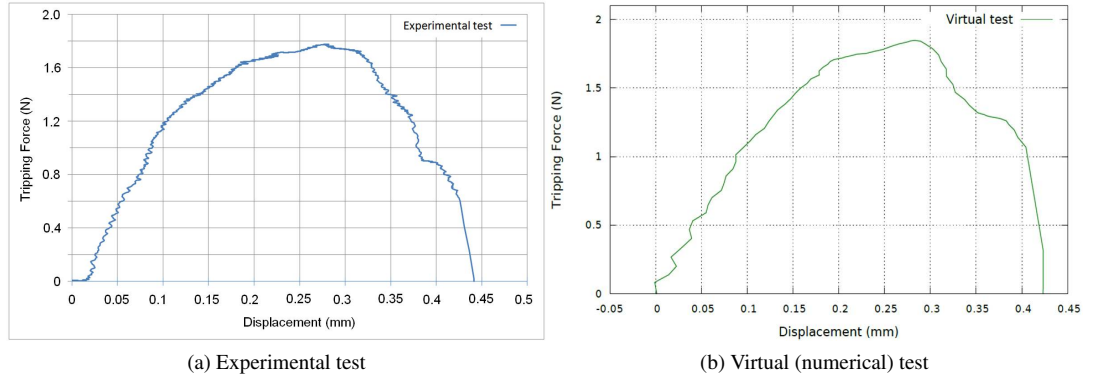 2.0
1.6
1.2
0.8
0.4
0
Tripping Force (N)
Experimental test
0 0.05 0.1 0.15 0.2 0.25 0.3 0.35 0.4 0.45 0.5
Displacement (mm)
(a) Experimental test
2
1.5
1
0.5
0
Tripping Force (N)
Virtual test
-0.05 0 0.05 0.1 0.15 0.2 0.25 0.3 0.35 0.4 0.45
Displacement (mm)
(b) Virtual (numerical) test